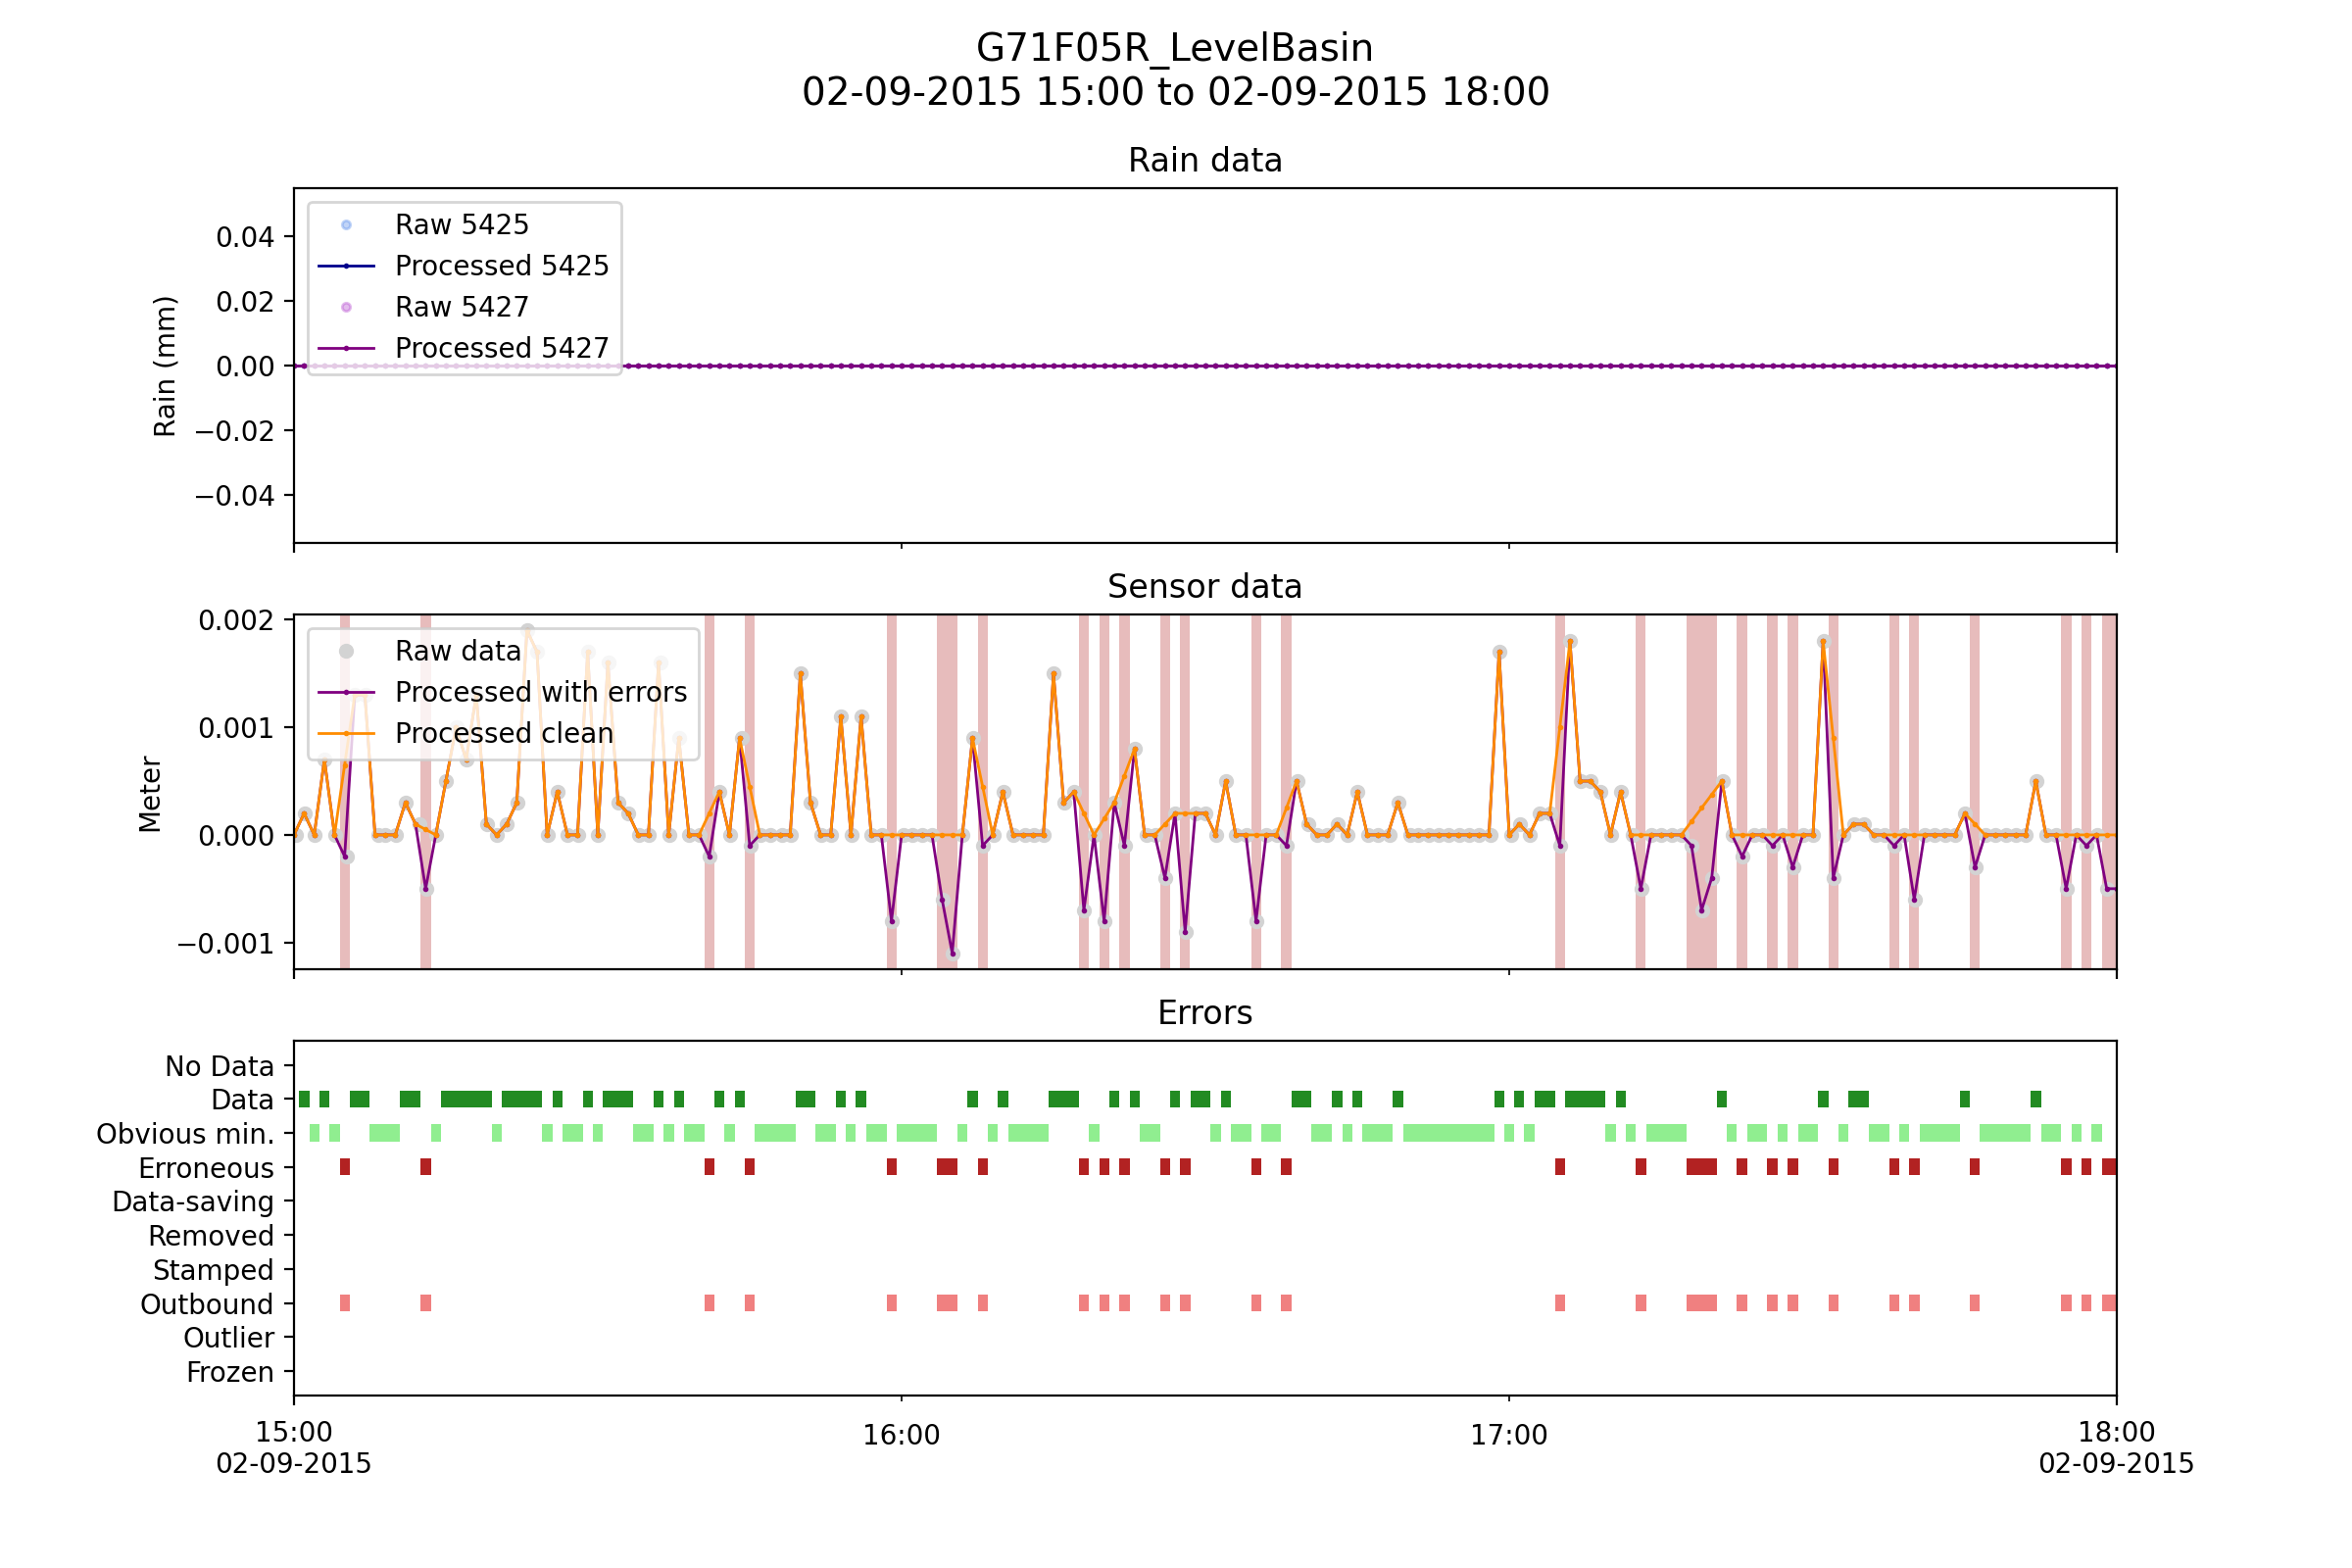 G71F05R_LevelBasin
02-09-2015 15:00 to 02-09-2015 18:00
Rain data
Rain (mm)
0.04
0.02
0.00
−0.02
−0.04
Raw 5425
Processed 5425
Raw 5427
Processed 5427
Sensor data
Meter
0.002
0.001
0.000
−0.001
Raw data
Processed with errors
Processed clean
Errors
No Data
Data
Obvious min.
Erroneous
Data-saving
Removed
Stamped
Outbound
Outlier
Frozen
15:00
02-09-2015
16:00
17:00
18:00
02-09-2015